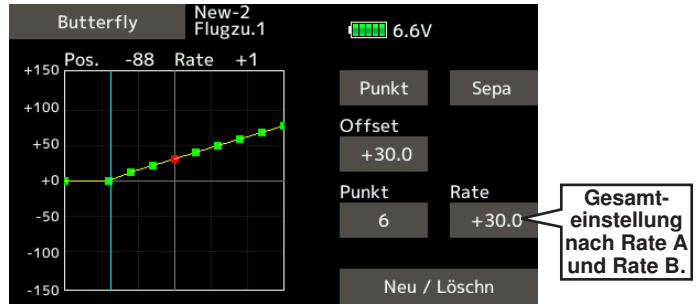 Butterfly
New-2
Flugzu.1
6.6V
Pos. -88 Rate +1
+150
+100
+50
+0
-50
-100
-150
Punkt Sepa
Offset
+30.0
Punkt Rate
6 +30.0
Neu / Löschn
Gesamt-
einstellung
nach Rate A
und Rate B.